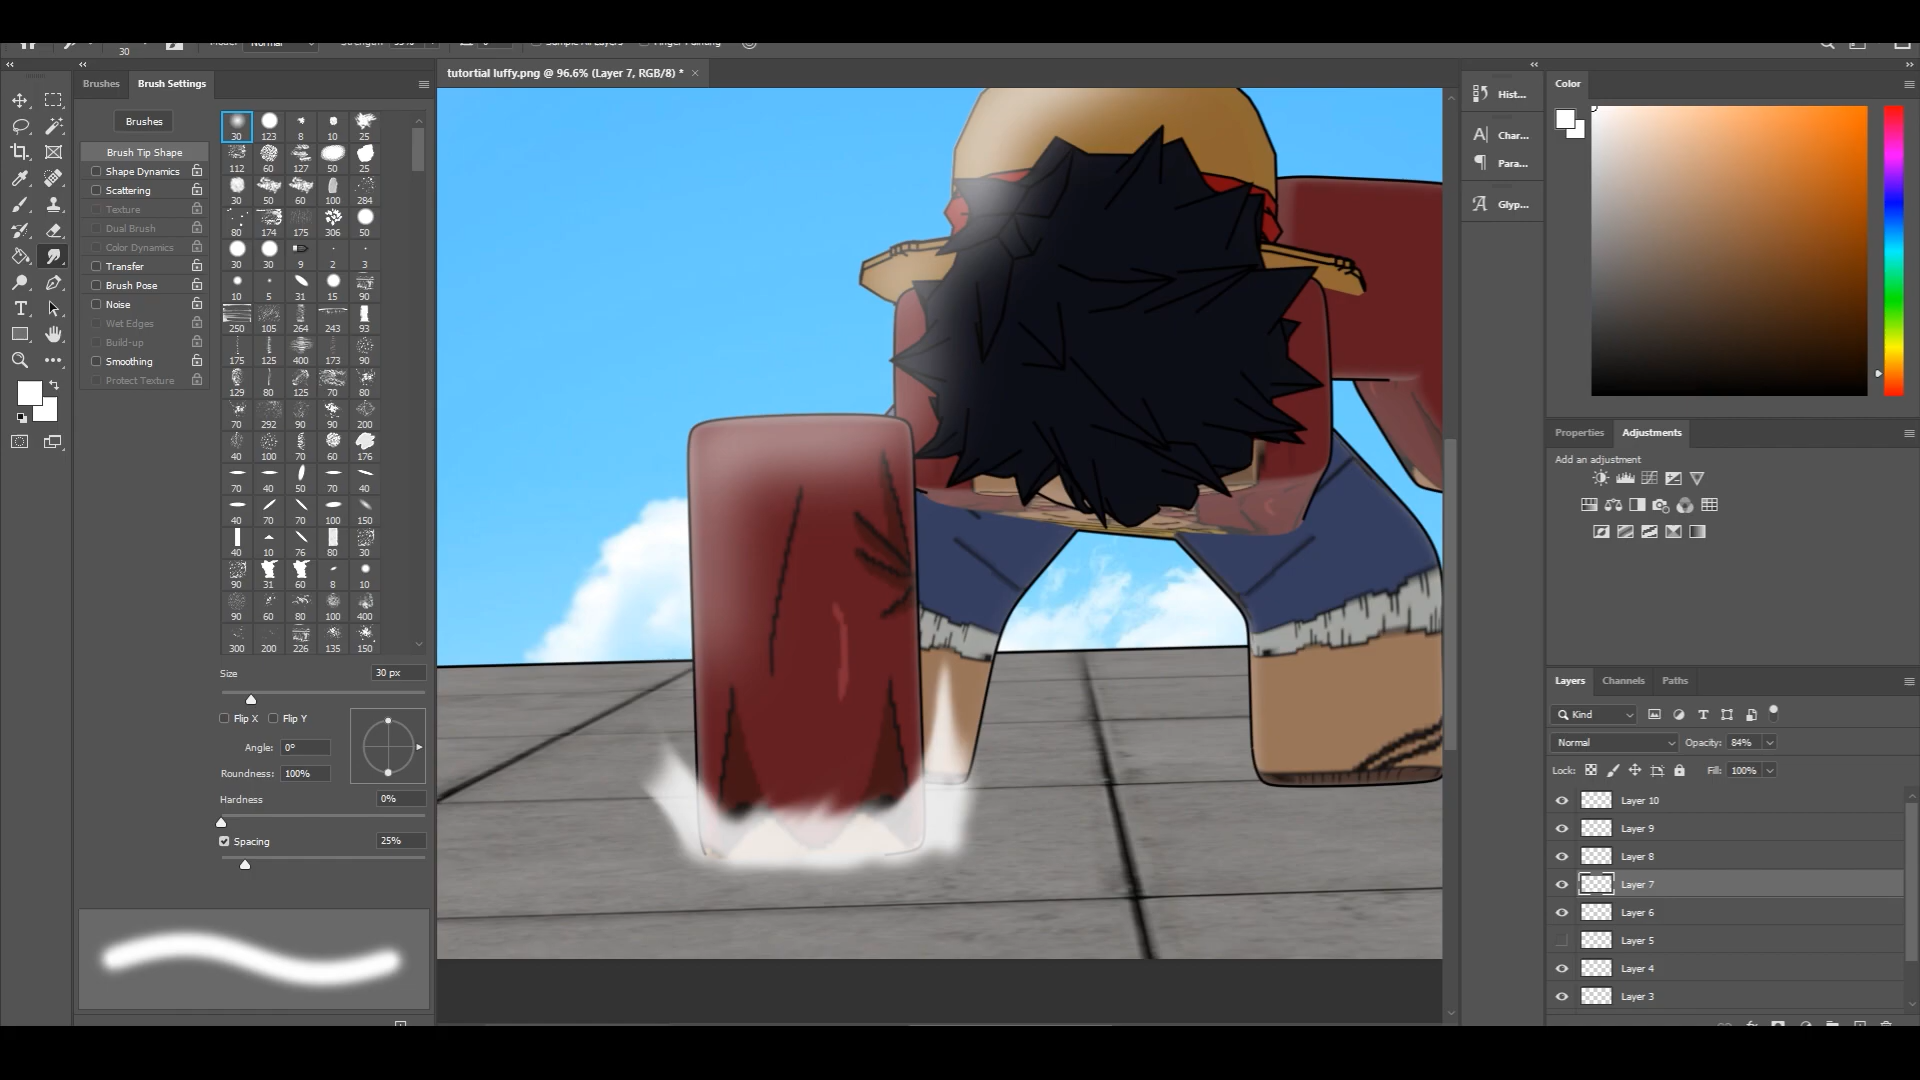 30 Mode: Normal Strength: Sample All Layers Finger Painting
Brushes Brush Settings
tutortial luffy.png @ 96.6% (Layer 7, RGB/8) * ×
Brushes
Brush Tip Shape
Shape Dynamics
Scattering
Texture
Dual Brush
Color Dynamics
Transfer
Brush Pose
Noise
Wet Edges
Build-up
Smoothing
Protect Texture
30 123 8 10 25
112 60 127 50 25
30 50 60 100 284
80 174 175 306 50
30 30 9 2 3
10 5 31 15 90
250 105 264 243 93
175 125 400 173 90
129 80 125 70 80
70 292 90 90 200
40 100 70 60 176
70 40 50 70 40
40 70 70 100 150
40 10 76 80 30
90 31 60 8 10
90 60 80 100 400
300 200 226 135 150
Size 30 px
Flip X Flip Y
Angle: 0º
Roundness: 100%
Hardness 0%
Spacing 25%
Hist...
Char...
Para...
Glyp...
Color
Properties Adjustments
Add an adjustment
Layers Channels Paths
Kind
Normal Opacity: 84%
Lock: Fill: 100%
Layer 10
Layer 9
Layer 8
Layer 7
Layer 6
Layer 5
Layer 4
Layer 3